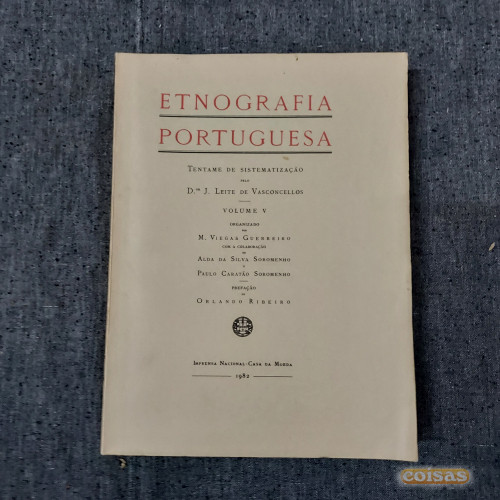 ETNOGRAFIA
PORTUGUESA
TENTAME DE SISTEMATIZAÇÃO
PELO
D.or J. LEITE DE VASCONCELLOS
VOLUME V
ORGANIZADO
POR
M. VIEGAS GUERREIRO
COM A COLABORAÇÃO
DE
ALDA DA SILVA SOROMENHO
E
PAULO CARATÃO SOROMENHO
PREFAÇÃO
DE
ORLANDO RIBEIRO
IMPRENSA NACIONAL-CASA DA MOEDA
1982
coisas